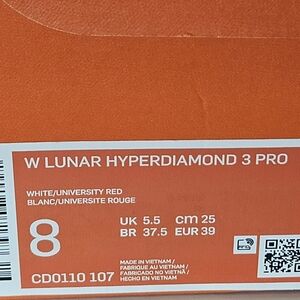 W LUNAR HYPERDIAMOND 3 PRO
WHITE/UNIVERSITY RED
BLANC/UNIVERSITE ROUGE
8
UK 5.5 cm 25
BR 37.5 EUR 39
CD0110 107
MADE IN VIETNAM /
FABRIQUE AU VIETNAM /
FABRICADO NO VIETNÃ /
HECHO EN VIETNAM